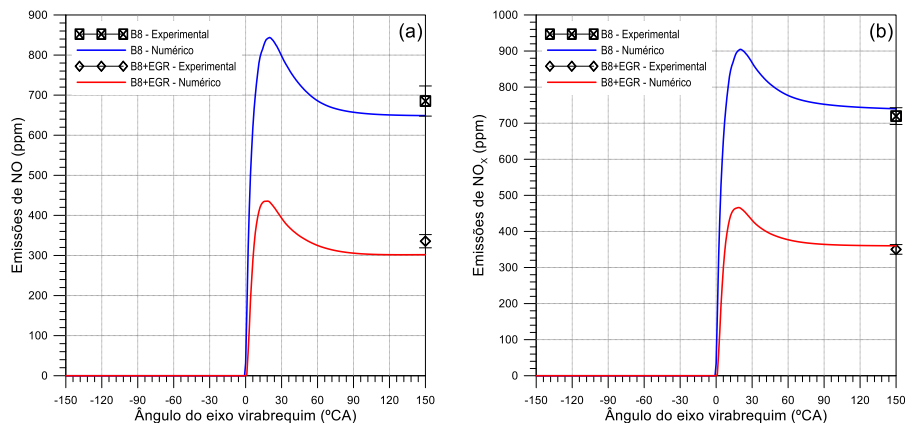 (a)
B8 - Experimental
B8 - Numérico
B8+EGR - Experimental
B8+EGR - Numérico
Emissões de NO (ppm)
900
800
700
600
500
400
300
200
100
0
-150 -120 -90 -60 -30 0 30 60 90 120 150
Ângulo do eixo virabrequim (ºCA)
(b)
B8 - Experimental
B8 - Numérico
B8+EGR - Experimental
B8+EGR - Numérico
Emissões de NOx (ppm)
1000
900
800
700
600
500
400
300
200
100
0
-150 -120 -90 -60 -30 0 30 60 90 120 150
Ângulo do eixo virabrequim (ºCA)